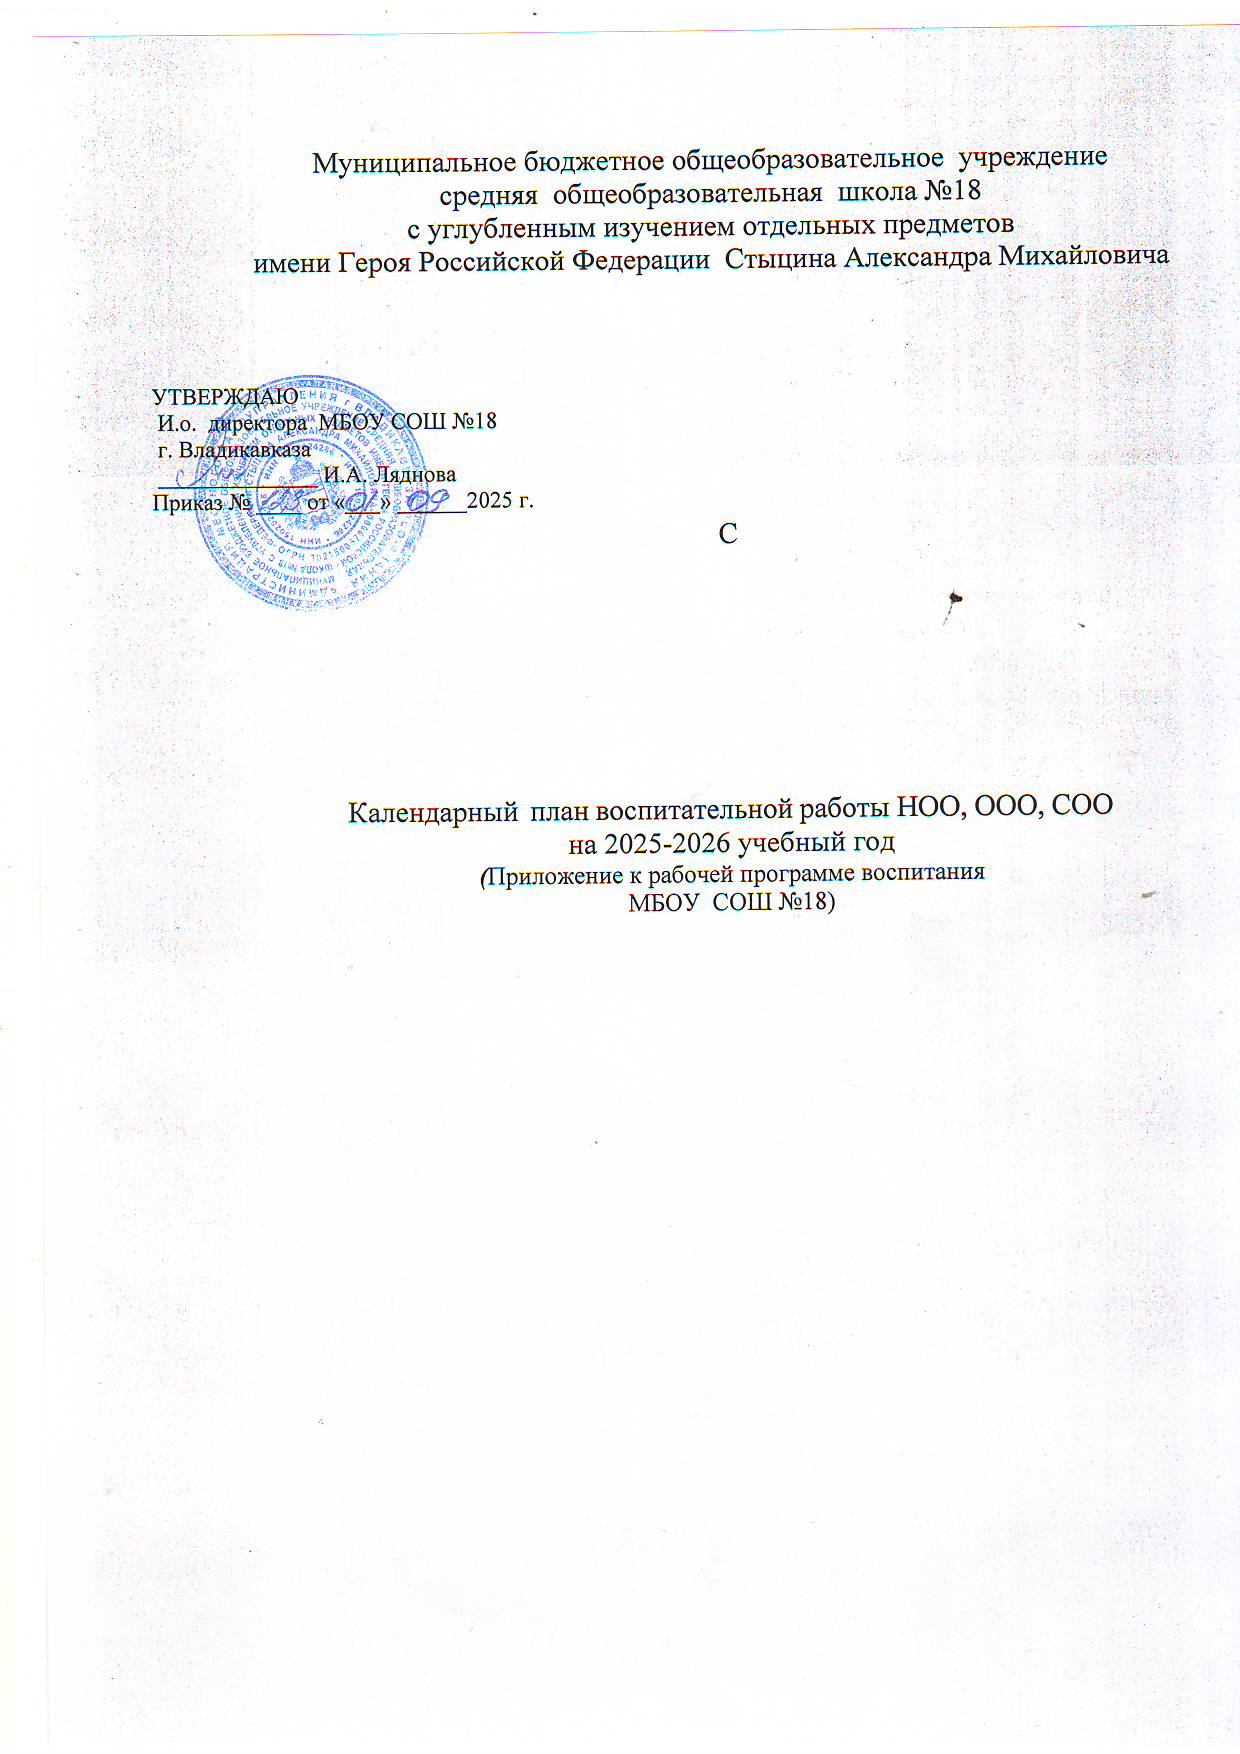 Муниципальное бюджетное общеобразовательное учреждение
средняя общеобразовательная школа №18
с углубленным изучением отдельных предметов
имени Героя Российской Федерации Стыцина Александра Михайловича
УТВЕРЖДАЮ
И.о. директора МБОУ СОШ №18
г. Владикавказа
И.А. Ляднова
Приказ № от «01» 09 2025 г.
С
Календарный план воспитательной работы НОО, ООО, СОО
на 2025-2026 учебный год
(Приложение к рабочей программе воспитания
МБОУ СОШ №18)